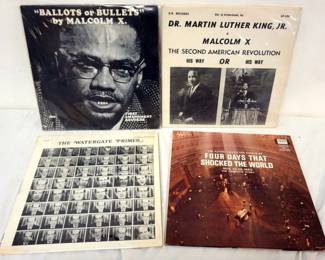 "BALLOTS or BULLETS"
by MALCOLM X.
FIRST
AMENDMENT
RECORDS
DR. MARTIN LUTHER KING, JR.
MALCOLM X
THE SECOND AMERICAN REVOLUTION
HIS WAY OR HIS WAY
THE WATERGATE PRIMER
FOUR DAYS THAT
SHOCKED THE WORLD